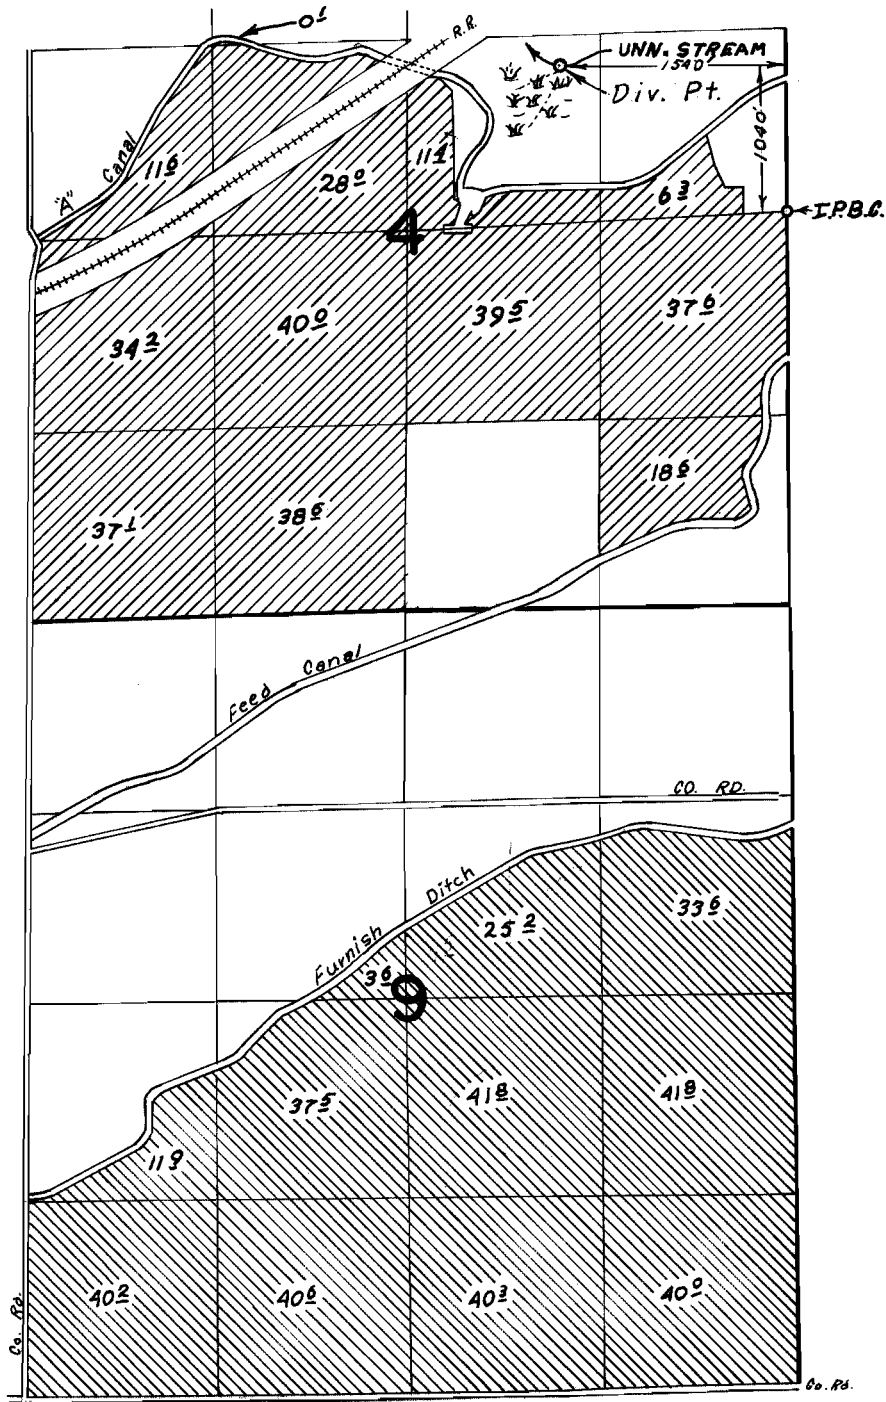 0 1
R.R.
UNN. STREAM
1540'
Div. Pt.
1040'
"A" Canal
11 6
28 0
11 4
6 3
I.P.B.C.
4
34 2
40 0
39 5
37 6
18 6
37 1
38 6
Feed Canal
CO. RD.
Furnish Ditch
25 2
33 6
3 6
9
37 5
41 8
41 8
11 9
40 2
40 6
40 3
40 0
Co. Rd.
Co. Rd.